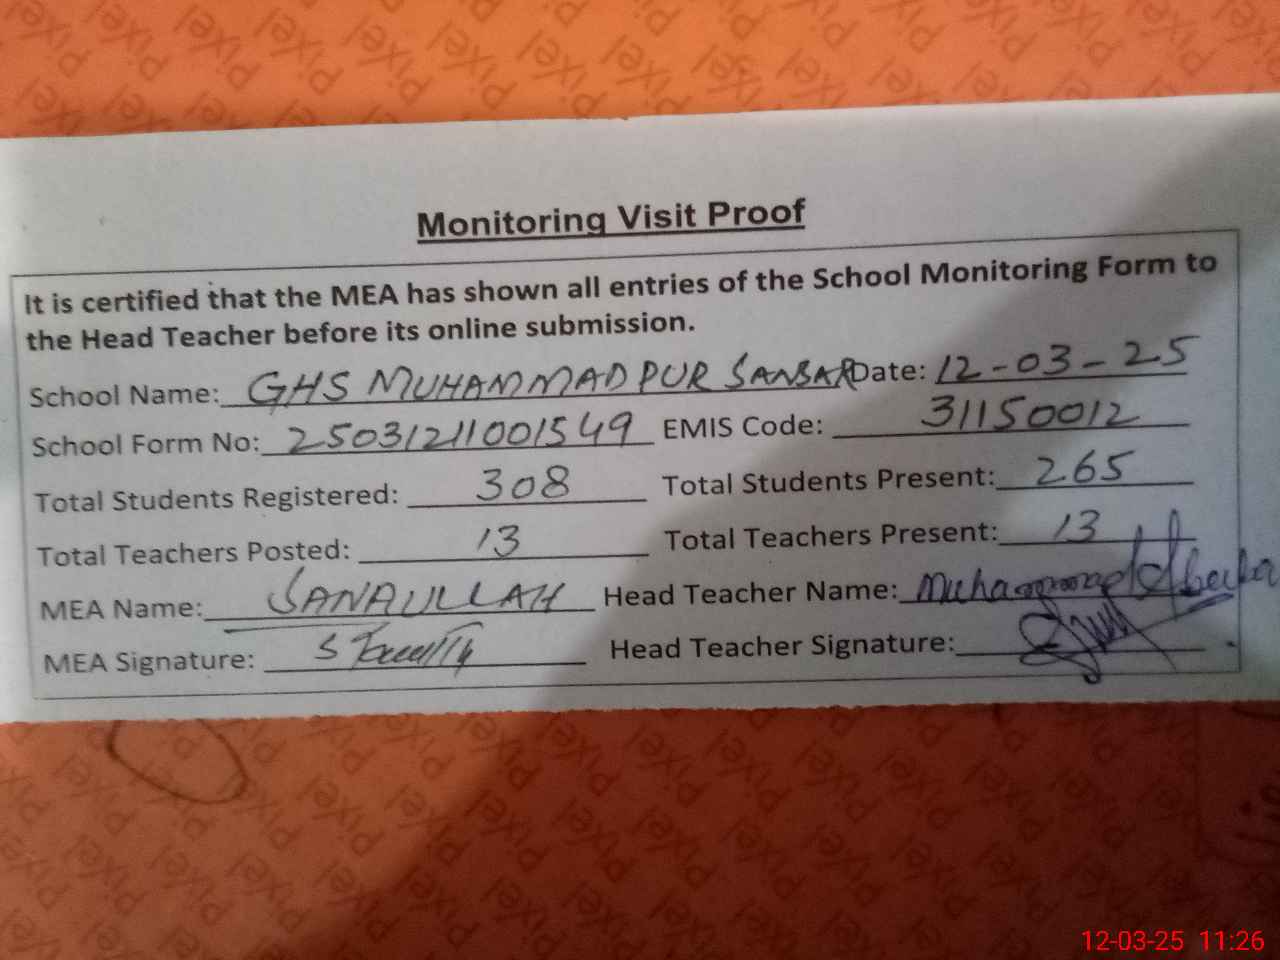 Monitoring Visit Proof
It is certified that the MEA has shown all entries of the School Monitoring Form to
the Head Teacher before its online submission.
School Name: GHS MUHAMMADPUR SANSAR Date: 12-03-25
School Form No: 25031211001549 EMIS Code: 31150012
Total Students Registered: 308 Total Students Present: 265
Total Teachers Posted: 13 Total Teachers Present: 13
MEA Name: SANAULLAH Head Teacher Name: Muhammad
MEA Signature: Head Teacher Signature:
12-03-25 11:26